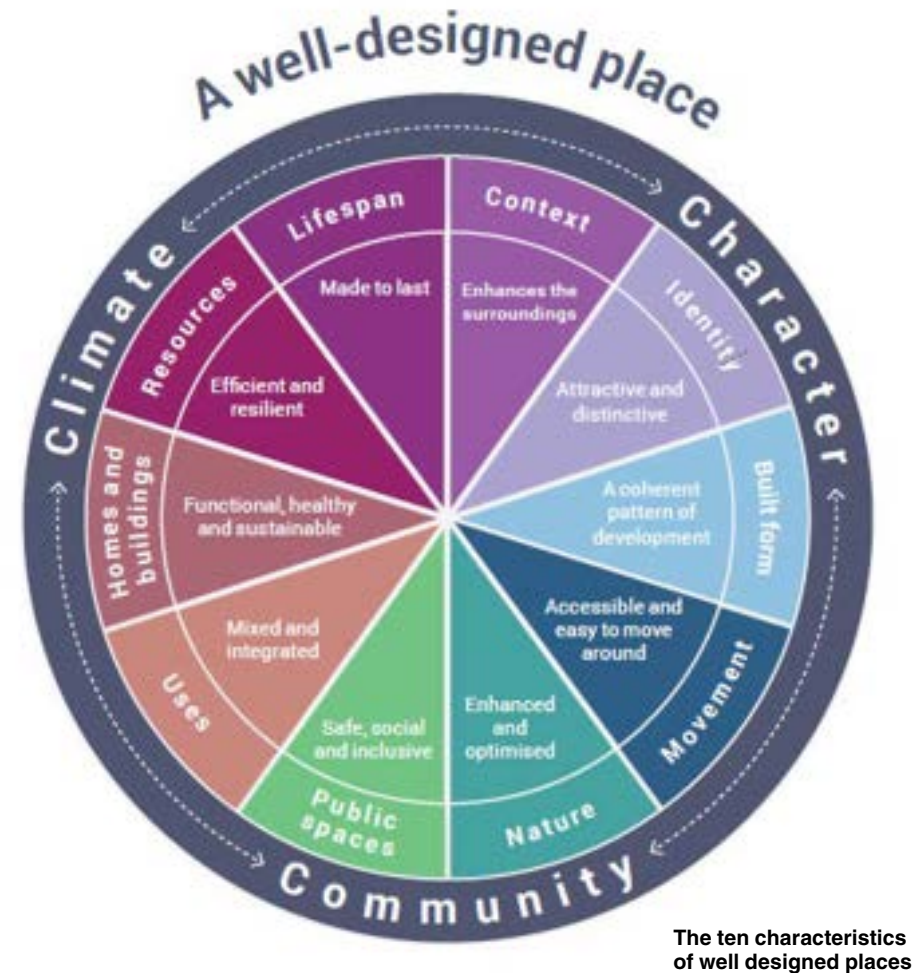 A well-designed place
Climate
Character
Community
Context
Enhances the
surroundings
Identity
Attractive and
distinctive
Built form
A coherent
pattern of
development
Movement
Accessible and
easy to move
around
Nature
Enhanced
and
optimised
Public
spaces
Safe, social
and inclusive
Uses
Mixed and
integrated
Homes and
buildings
Functional, healthy
and sustainable
Resources
Efficient and
resilient
Lifespan
Made to last
The ten characteristics
of well designed places